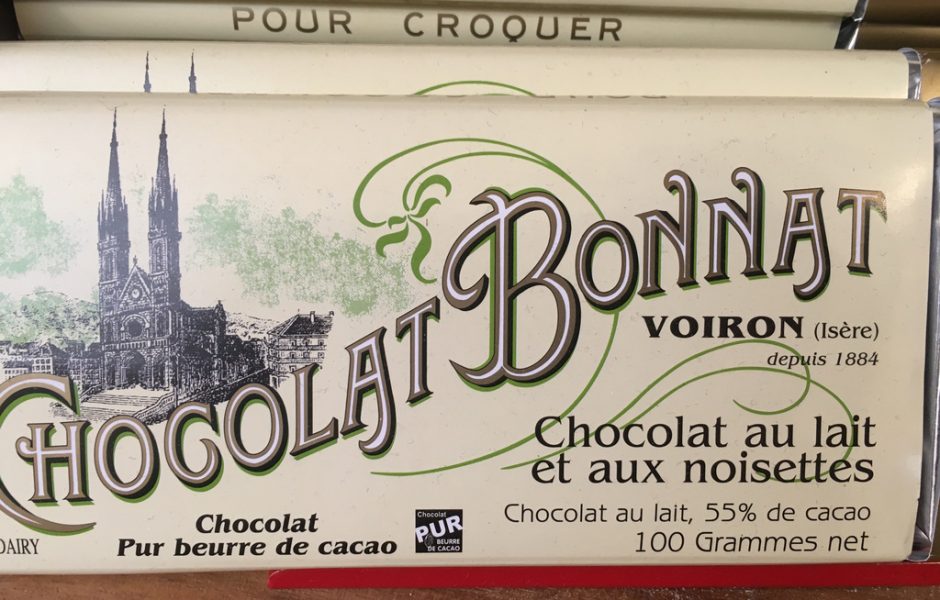 POUR CROQUER
CHOCOLAT BONNAT
VOIRON (Isère)
depuis 1884
Chocolat au lait
et aux noisettes
Chocolat au lait, 55% de cacao
100 Grammes net
Chocolat
Pur beurre de cacao
Chocolat
PUR
BEURRE
DE CACAO
DAIRY